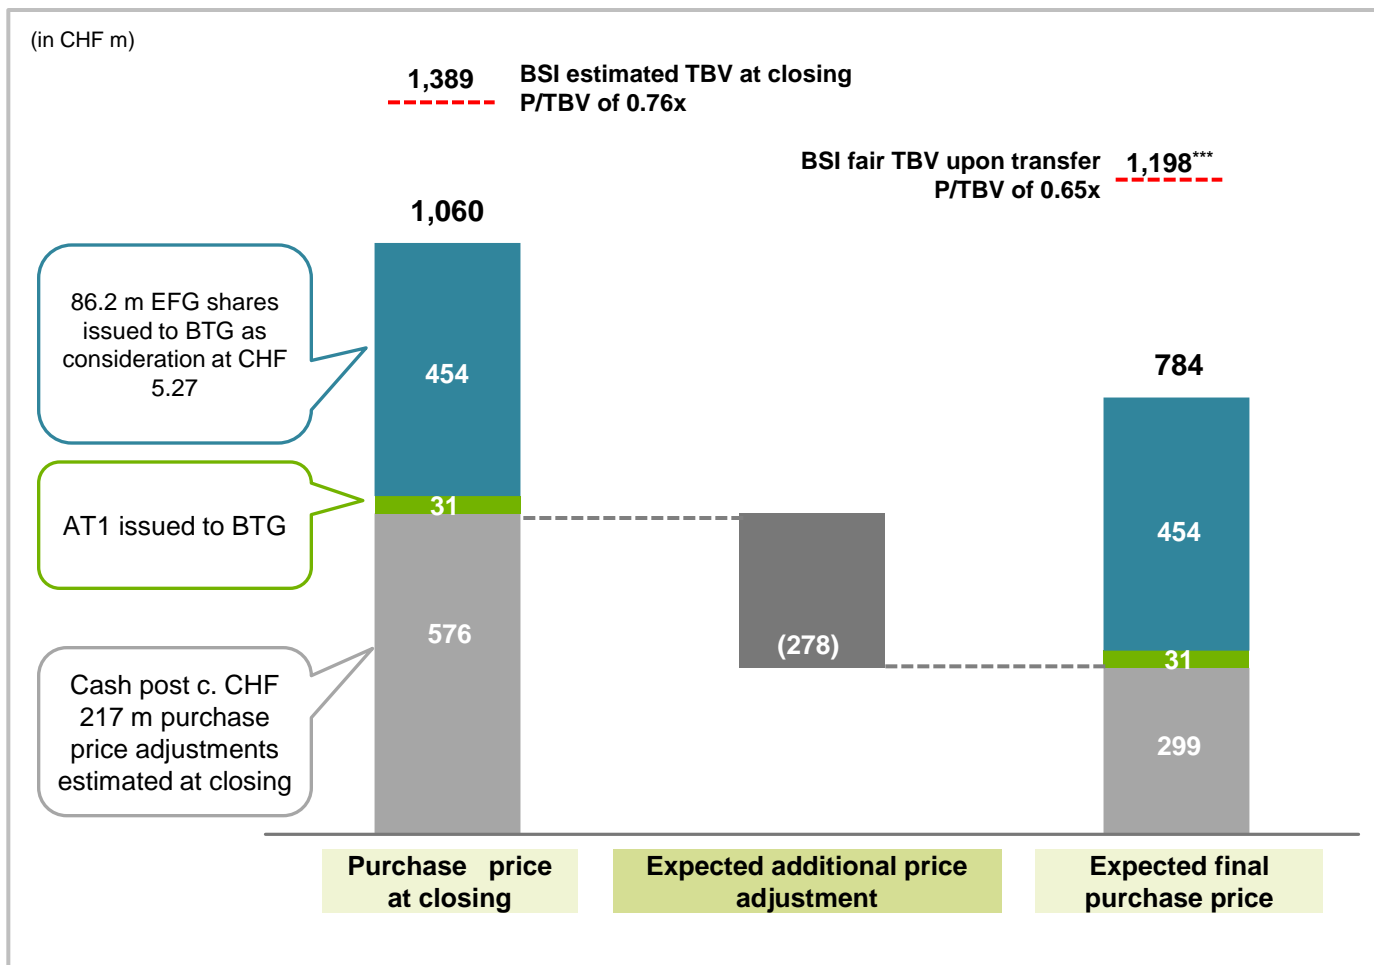 (in CHF m)
1,389
BSI estimated TBV at closing
P/TBV of 0.76x
BSI fair TBV upon transfer
P/TBV of 0.65x
1,198***
1,060
86.2 m EFG shares
issued to BTG as
consideration at CHF
5.27
454
784
AT1 issued to BTG
31
454
576
(278)
31
Cash post c. CHF
217 m purchase
price adjustments
estimated at closing
299
Purchase price
at closing
Expected additional price
adjustment
Expected final
purchase price